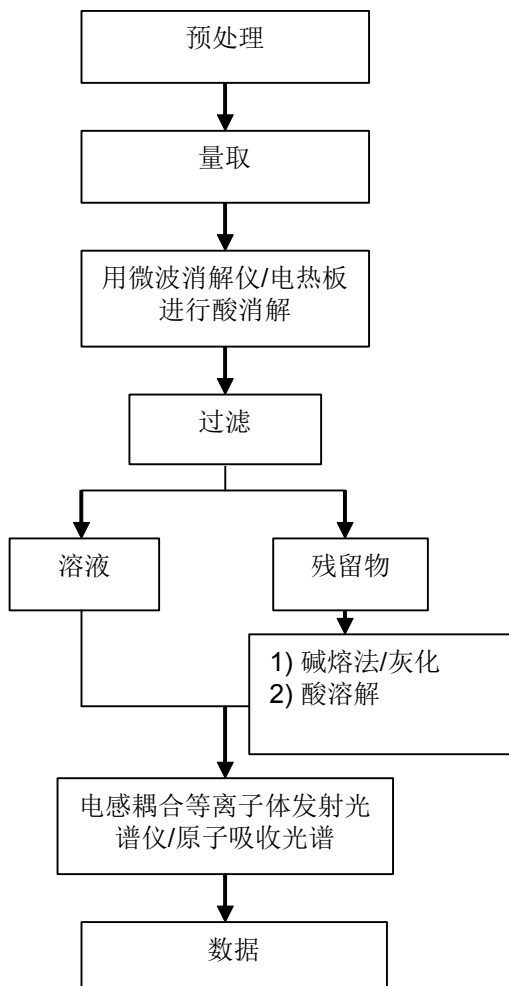 预处理
量取
用微波消解仪/电热板
进行酸消解
过滤
溶液
残留物
1) 碱熔法/灰化
2) 酸溶解
电感耦合等离子体发射光
谱仪/原子吸收光谱
数据